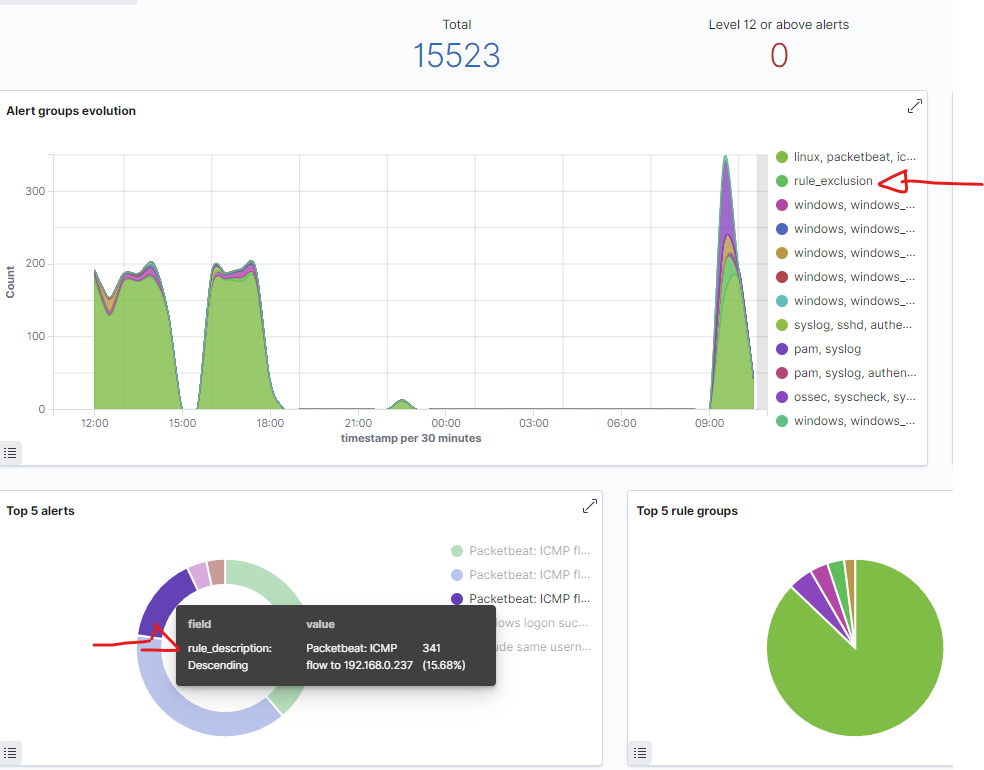 Total
Level 12 or above alerts
15523
0
Alert groups evolution
linux, packetbeat, ic...
rule_exclusion
windows, windows_...
windows, windows_...
windows, windows_...
windows, windows_...
windows, windows_...
syslog, sshd, authe...
pam, syslog
pam, syslog, authen...
ossec, syscheck, sy...
windows, windows_...
Count
300
200
100
0
12:00
15:00
18:00
21:00
00:00
03:00
06:00
09:00
timestamp per 30 minutes
Top 5 alerts
Packetbeat: ICMP fl...
Packetbeat: ICMP fl...
Packetbeat: ICMP fl...
logon suc...
same usern...
field value
rule_description: Packetbeat: ICMP 341
Descending flow to 192.168.0.237 (15.68%)
Top 5 rule groups